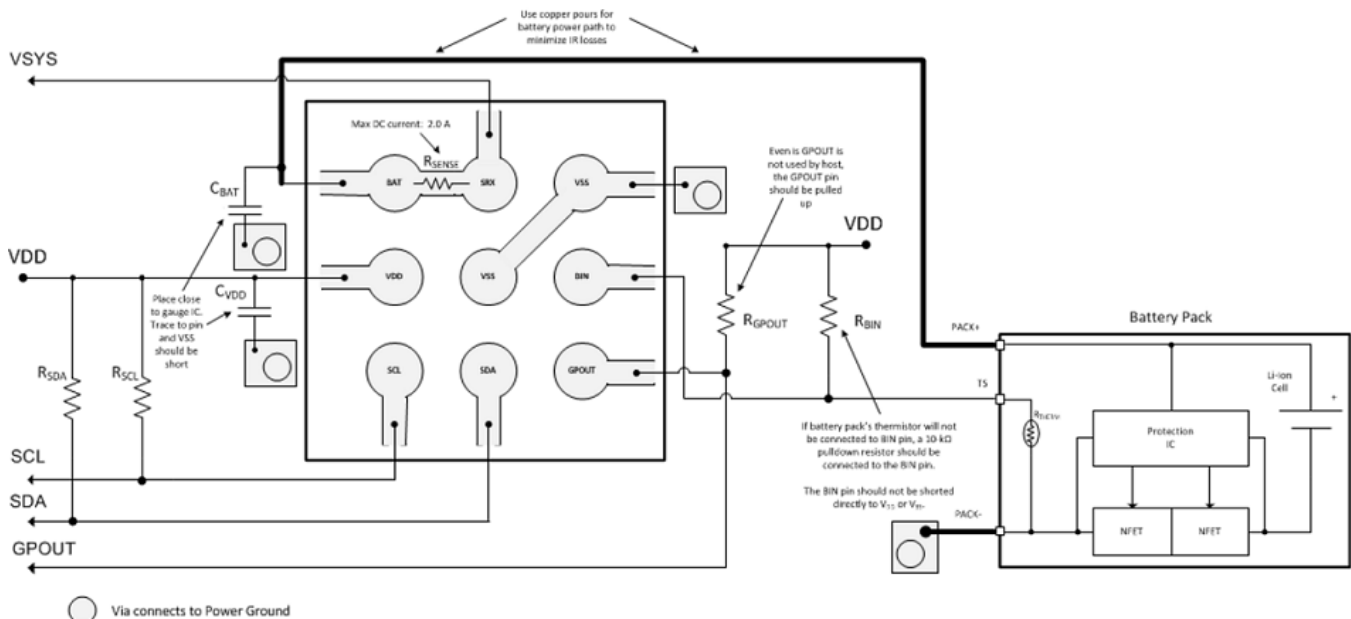 Use copper pours for
battery power path to
minimize IR losses
VSYS
Max DC current: 2.0 A
RSENSE
BAT
SRX
VSS
CBAT
Even is GPOUT is
not used by host,
the GPOUT pin
should be pulled
up
VDD
VDD
VDD
VSS
BIN
Place close
to gauge IC.
Trace to pin
and VSS
should be
short
CVDD
RGPOUT
RBIN
Battery Pack
PACK+
RSDA
RSCL
SCL
SDA
GPOUT
TS
Li-Ion
Cell
+
Protection
IC
If battery pack's thermistor will not
be connected to BIN pin, a 10-kΩ
pulldown resistor should be
connected to the BIN pin.
The BIN pin should not be shorted
directly to VDD or VSS.
SCL
SDA
PACK-
NFET
NFET
GPOUT
Via connects to Power Ground